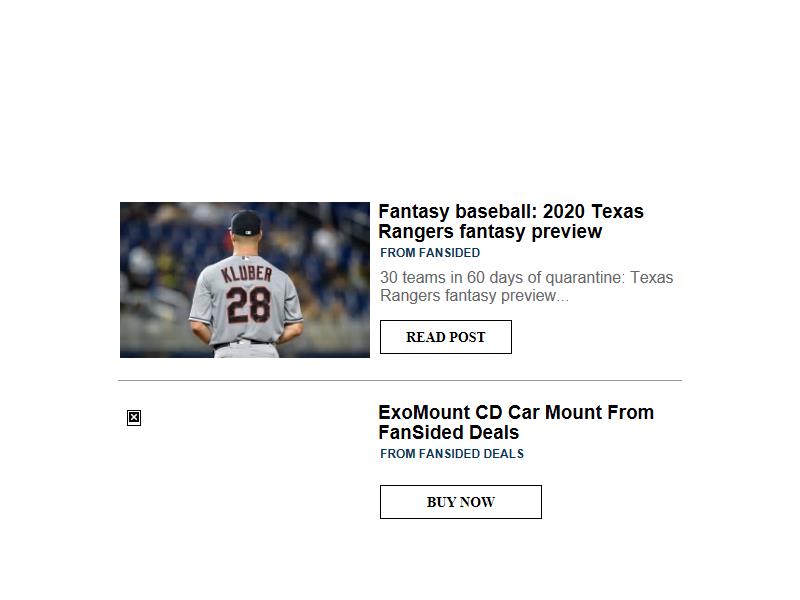 KLUBER
28
Fantasy baseball: 2020 Texas
Rangers fantasy preview
FROM FANSIDED
30 teams in 60 days of quarantine: Texas
Rangers fantasy preview...
READ POST
ExoMount CD Car Mount From
FanSided Deals
FROM FANSIDED DEALS
BUY NOW